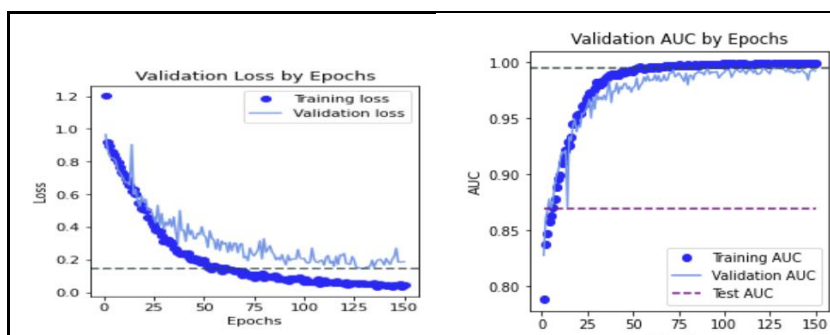 Validation Loss by Epochs
1.2
1.0
0.8
0.6
0.4
0.2
0.0
Loss
Training loss
Validation loss
0 25 50 75 100 125 150
Epochs
Validation AUC by Epochs
1.00
0.95
0.90
0.85
0.80
AUC
Training AUC
Validation AUC
Test AUC
0 25 50 75 100 125 150